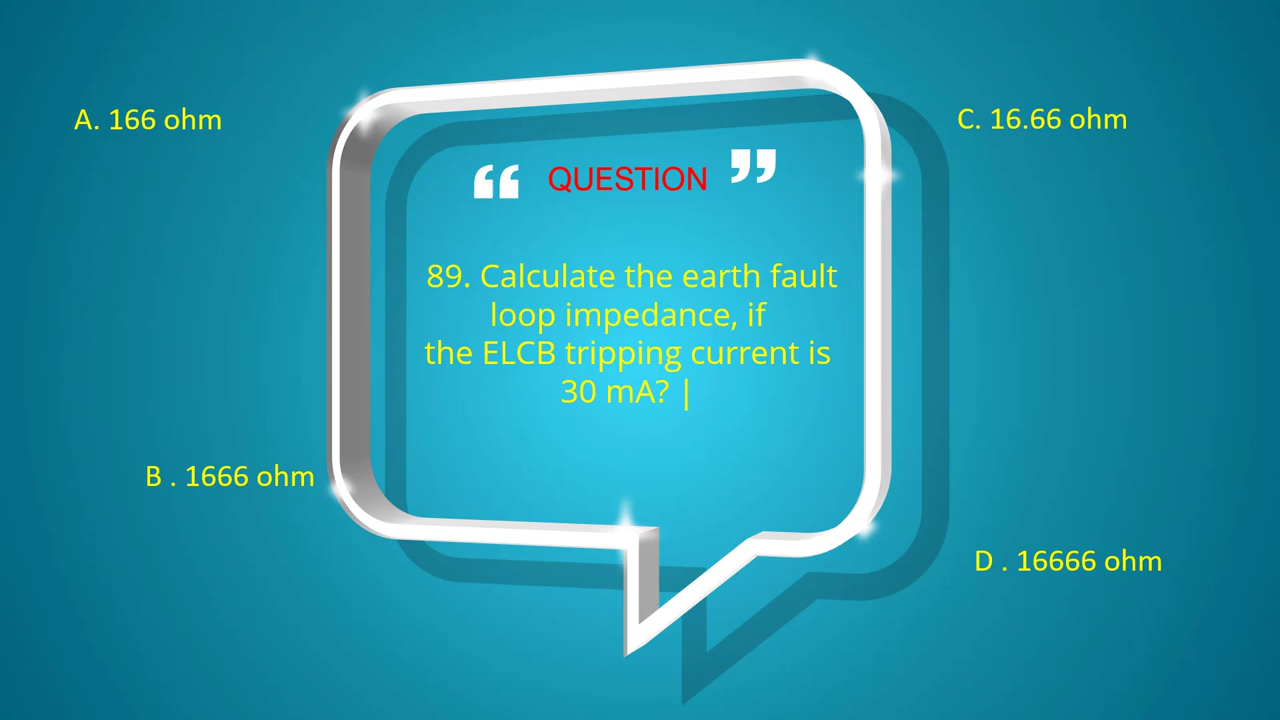 A. 166 ohm
C. 16.66 ohm
“ QUESTION ”
89. Calculate the earth fault
loop impedance, if
the ELCB tripping current is
30 mA? |
B . 1666 ohm
D . 16666 ohm